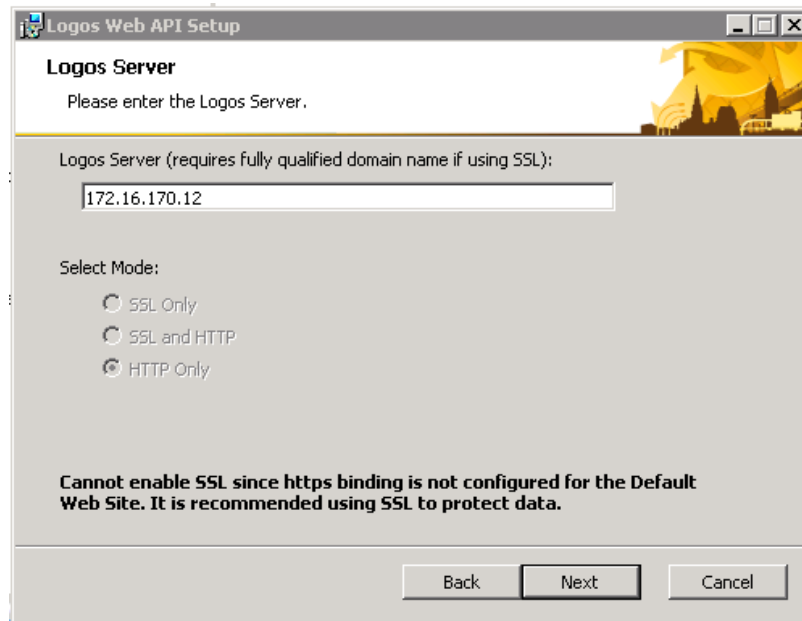 Logos Web API Setup
Logos Server
Please enter the Logos Server.
Logos Server (requires fully qualified domain name if using SSL):
172.16.170.12
Select Mode:
SSL Only
SSL and HTTP
HTTP Only
Cannot enable SSL since https binding is not configured for the Default
Web Site. It is recommended using SSL to protect data.
Back Next Cancel